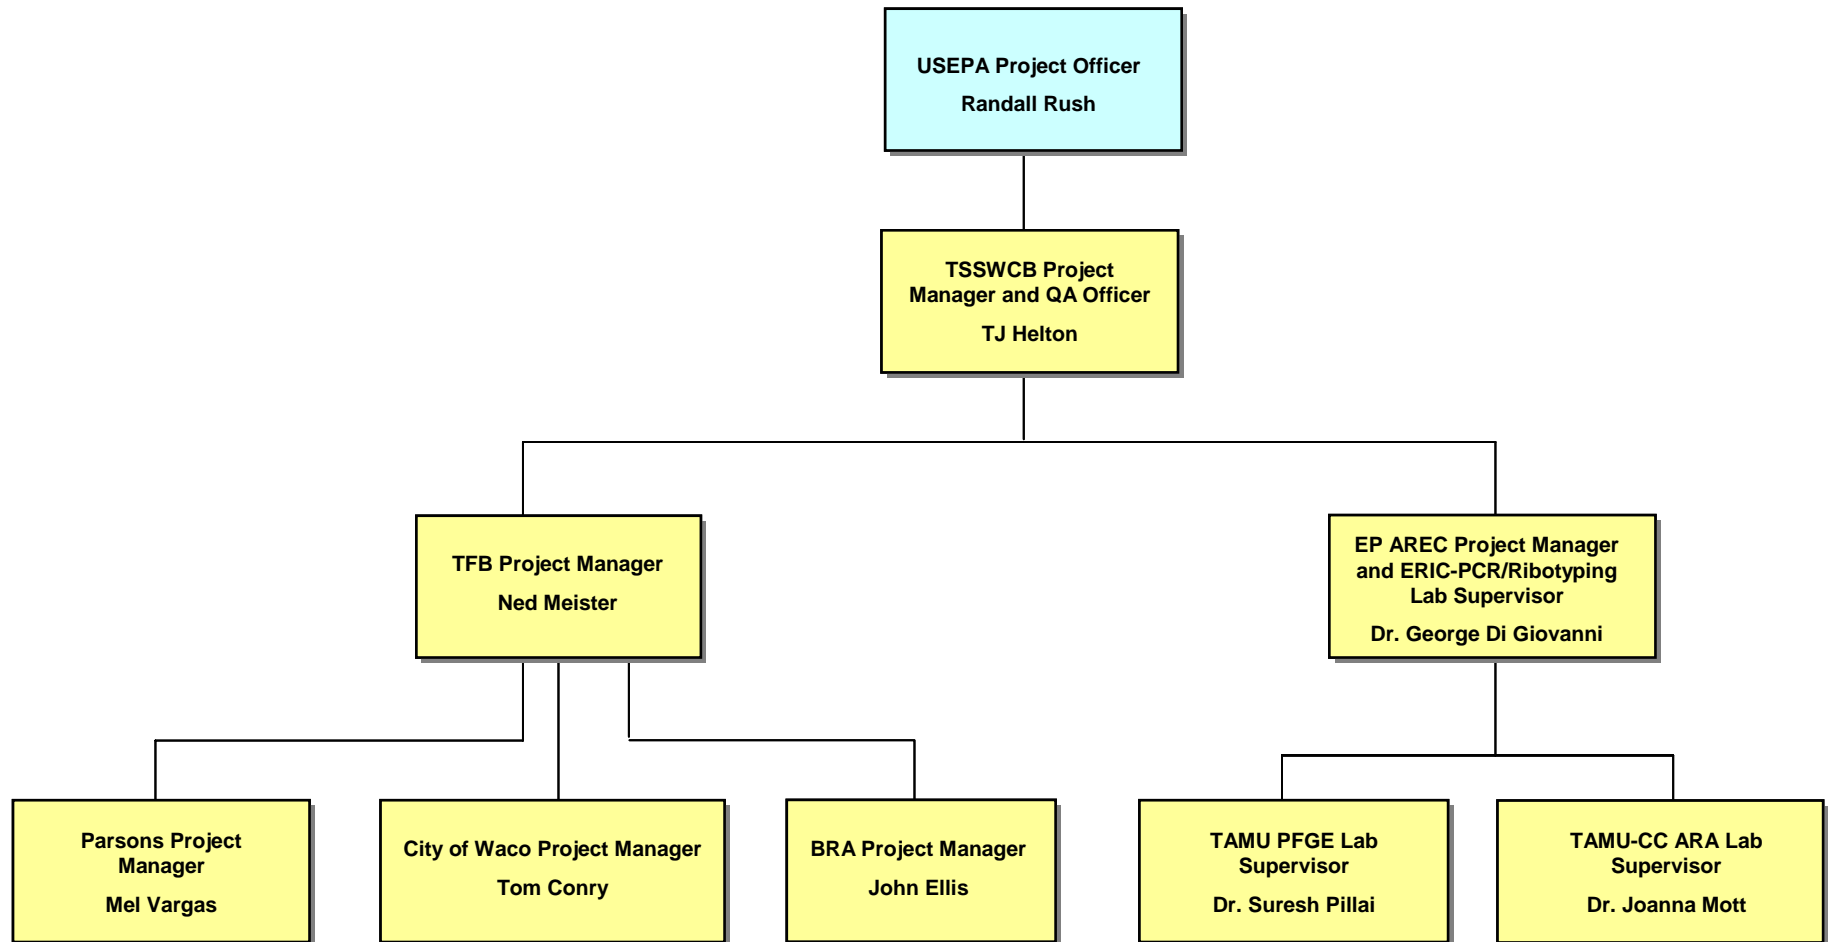 USEPA Project Officer
Randall Rush
TSSWCB Project
Manager and QA Officer
TJ Helton
TFB Project Manager
Ned Meister
EP AREC Project Manager
and ERIC-PCR/Ribotyping
Lab Supervisor
Dr. George Di Giovanni
Parsons Project
Manager
Mel Vargas
City of Waco Project Manager
Tom Conry
BRA Project Manager
John Ellis
TAMU PFGE Lab
Supervisor
Dr. Suresh Pillai
TAMU-CC ARA Lab
Supervisor
Dr. Joanna Mott